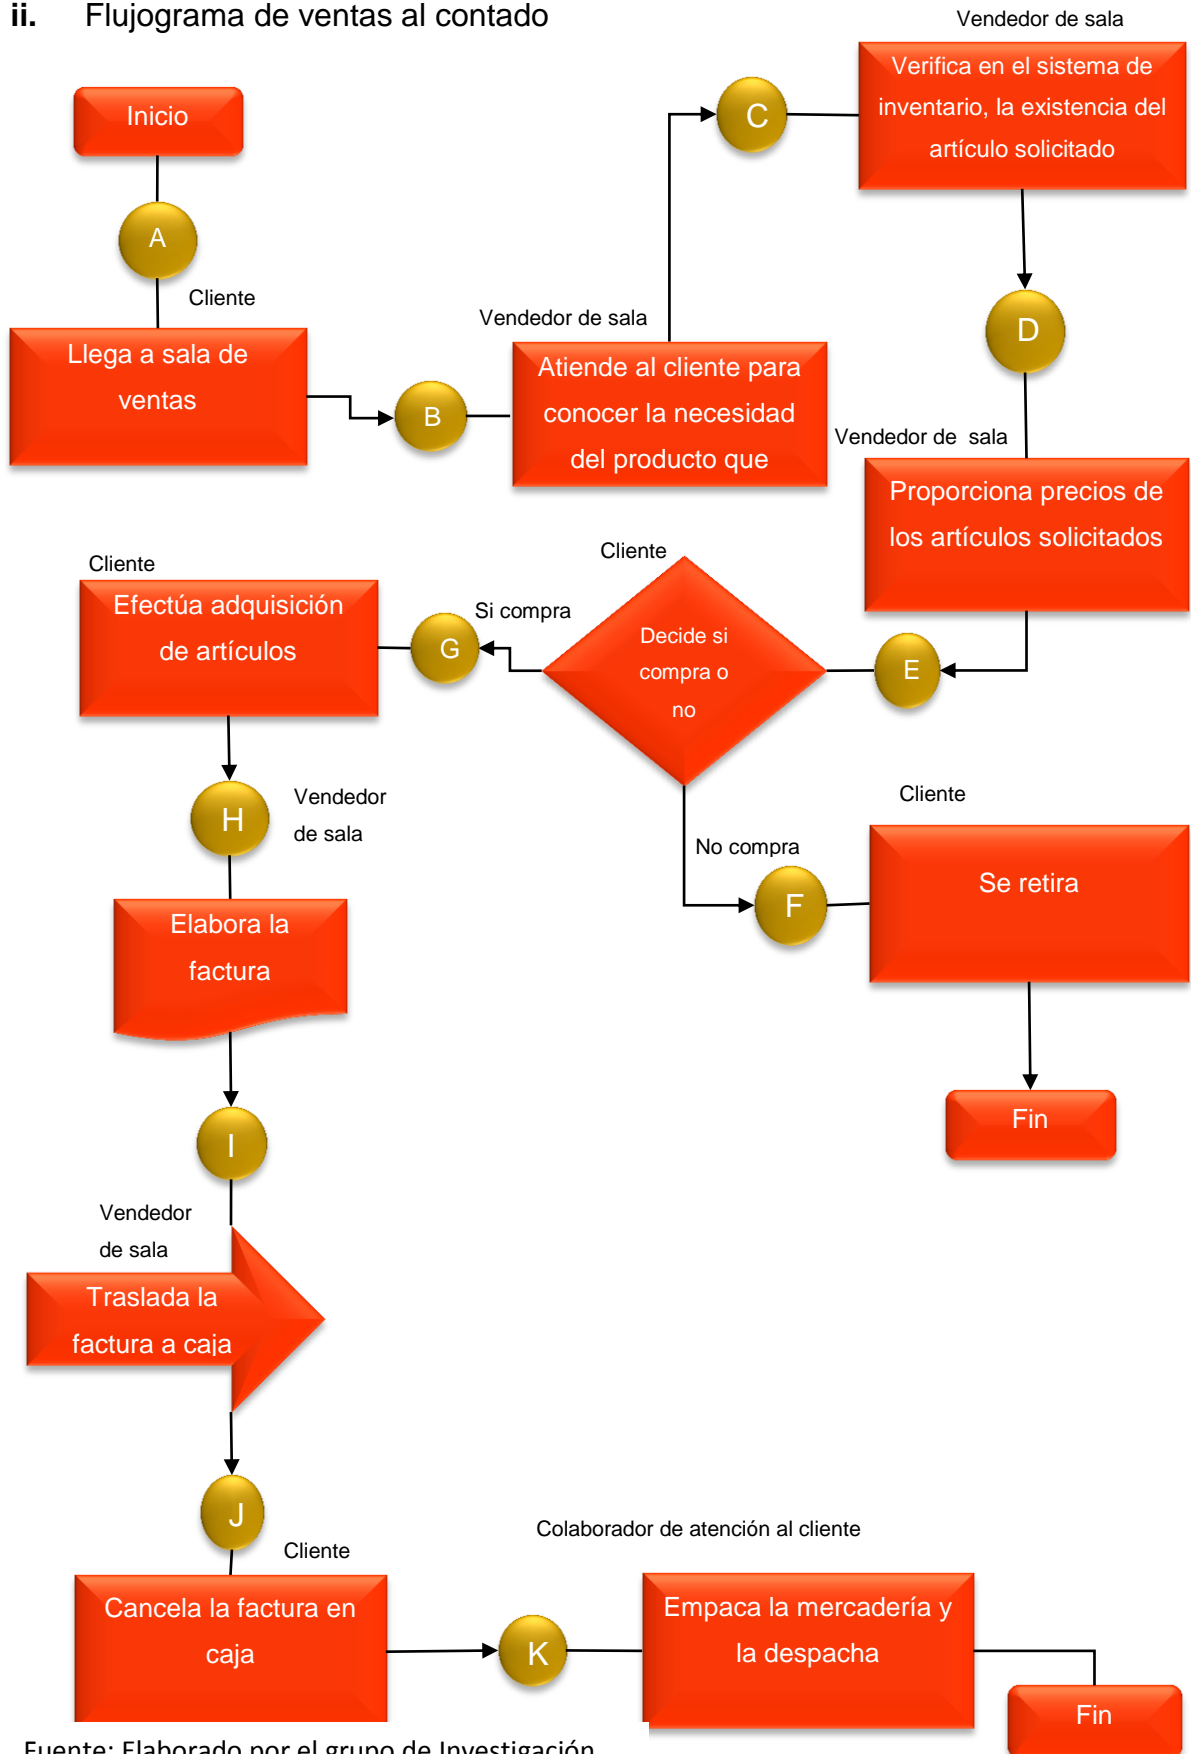 ii. Flujograma de ventas al contado
Inicio
A
Cliente
Llega a sala de
ventas
B
Vendedor de sala
Atiende al cliente para
conocer la necesidad
del producto que
C
Vendedor de sala
Verifica en el sistema de
inventario, la existencia del
artículo solicitado
D
Vendedor de sala
Proporciona precios de
los artículos solicitados
E
Cliente
Decide si
compra o
no
No compra
F
Cliente
Se retira
Fin
Si compra
G
Cliente
Efectúa adquisición
de artículos
H
Vendedor
de sala
Elabora la
factura
I
Vendedor
de sala
Traslada la
factura a caja
J
Cliente
Cancela la factura en
caja
K
Colaborador de atención al cliente
Empaca la mercadería y
la despacha
Fin
Fuente: Elaborado por el grupo de Investigación